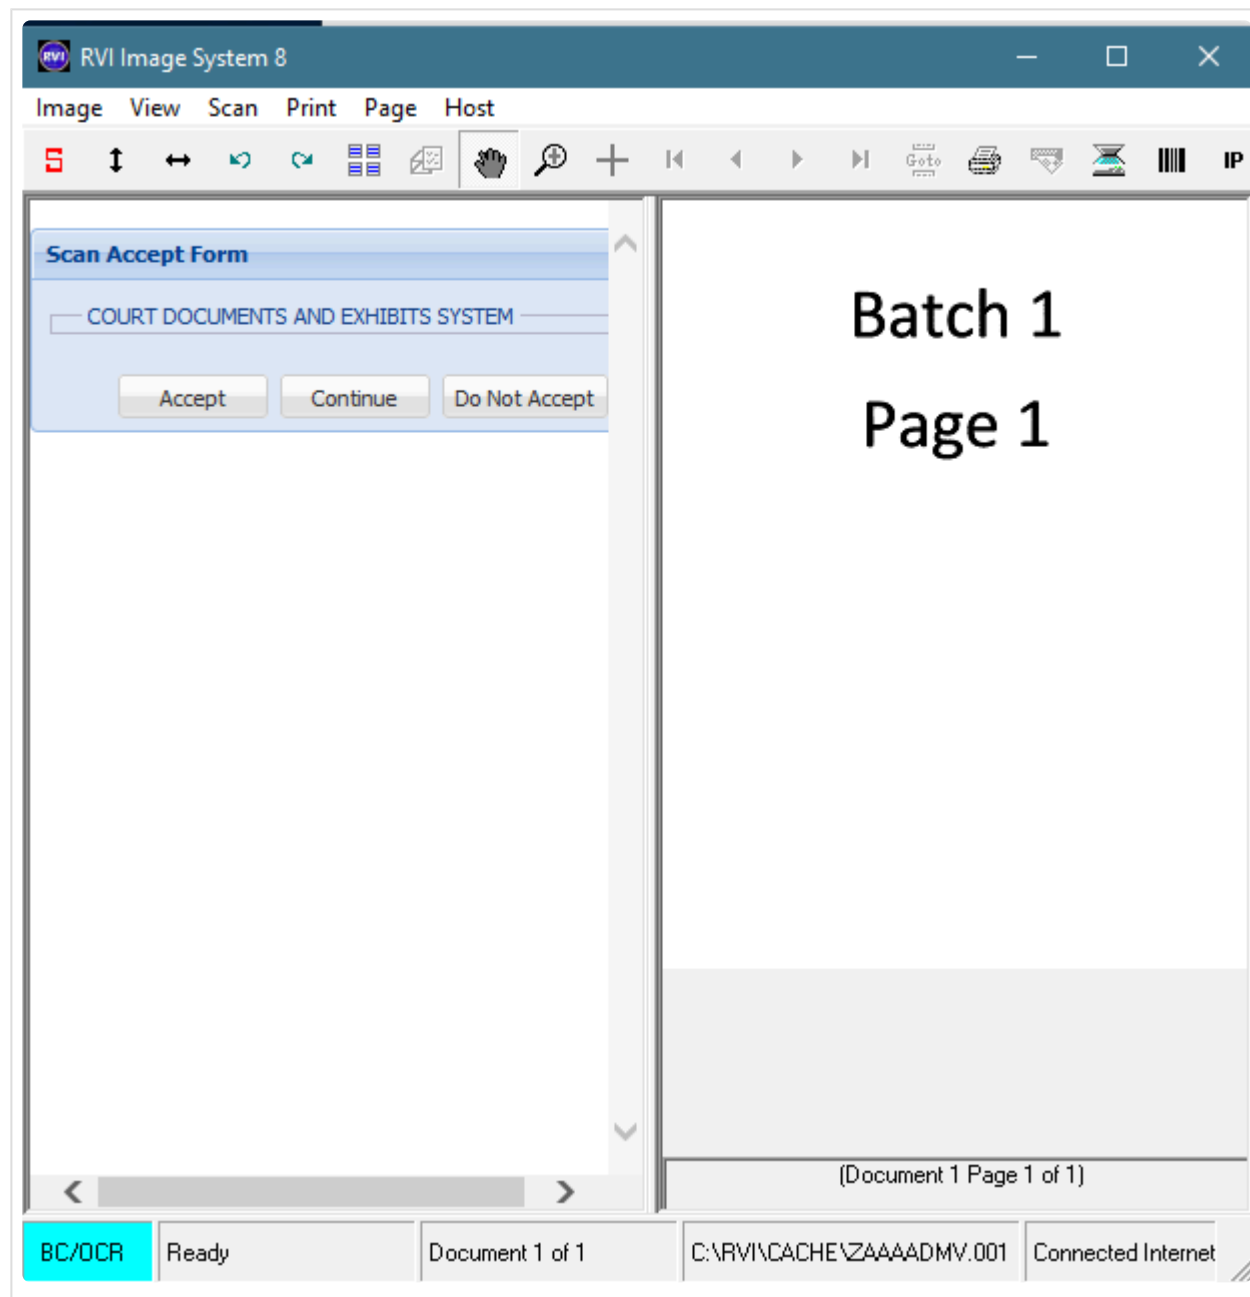 RVI RVI Image System 8
Image View Scan Print Page Host
S Goto IP
Scan Accept Form
COURT DOCUMENTS AND EXHIBITS SYSTEM
Accept Continue Do Not Accept
Batch 1
Page 1
(Document 1 Page 1 of 1)
BC/OCR Ready Document 1 of 1 C:\RVI\CACHE\ZAAAADMV.001 Connected Internet